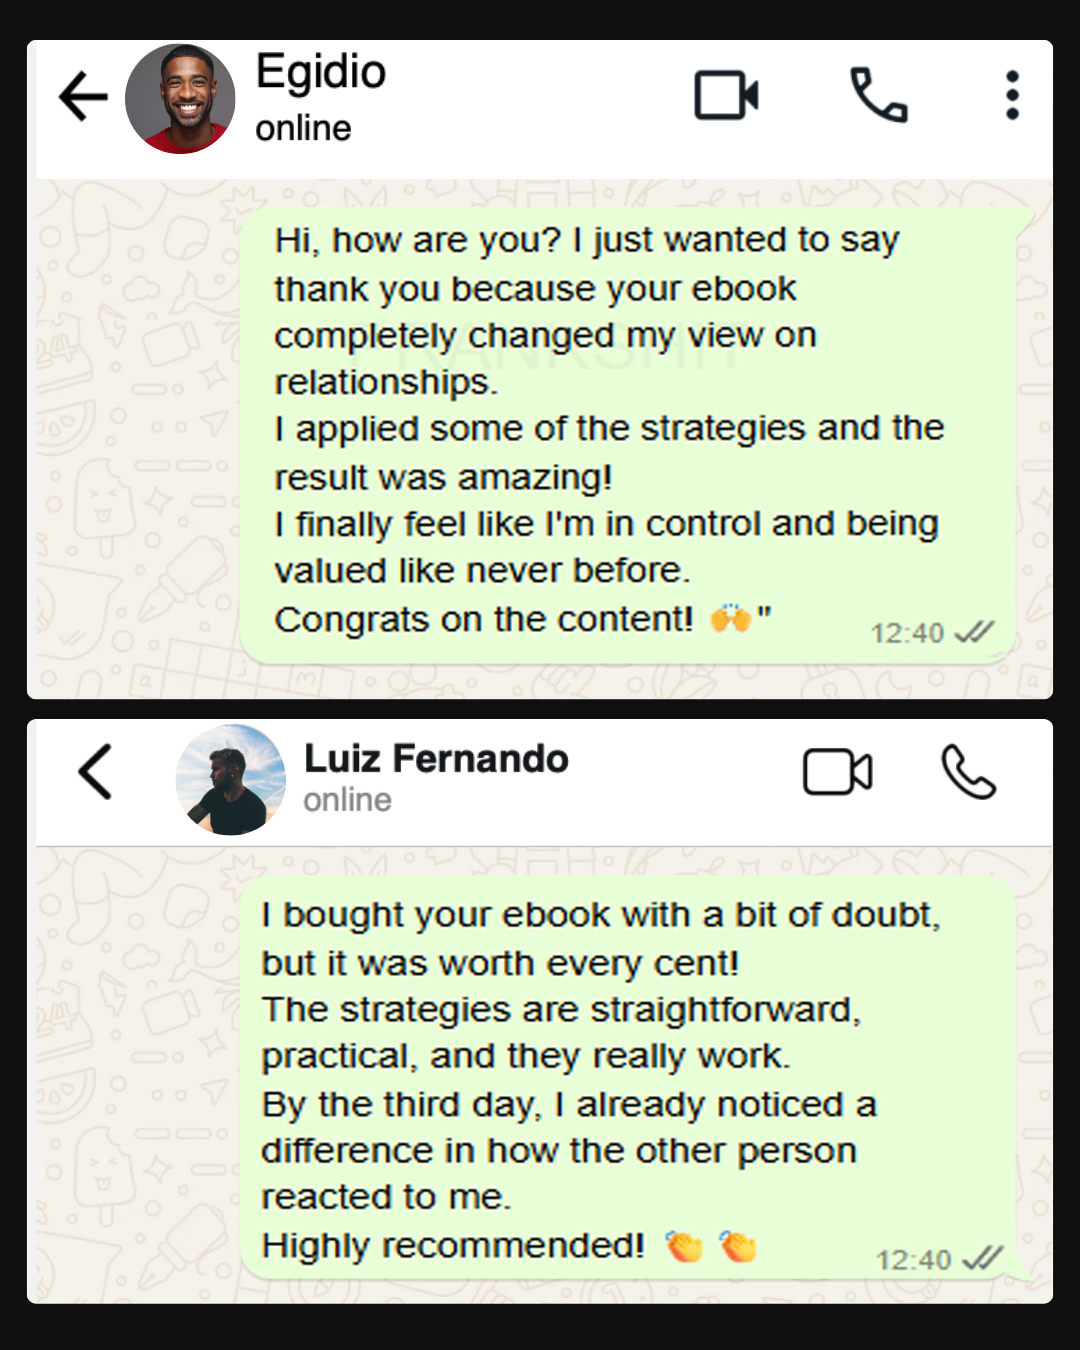 Egidio
online
Hi, how are you? I just wanted to say
thank you because your ebook
completely changed my view on
relationships.
I applied some of the strategies and the
result was amazing!
I finally feel like I'm in control and being
valued like never before.
Congrats on the content! 🙌"
12:40
Luiz Fernando
online
I bought your ebook with a bit of doubt,
but it was worth every cent!
The strategies are straightforward,
practical, and they really work.
By the third day, I already noticed a
difference in how the other person
reacted to me.
Highly recommended! 👏 👏
12:40